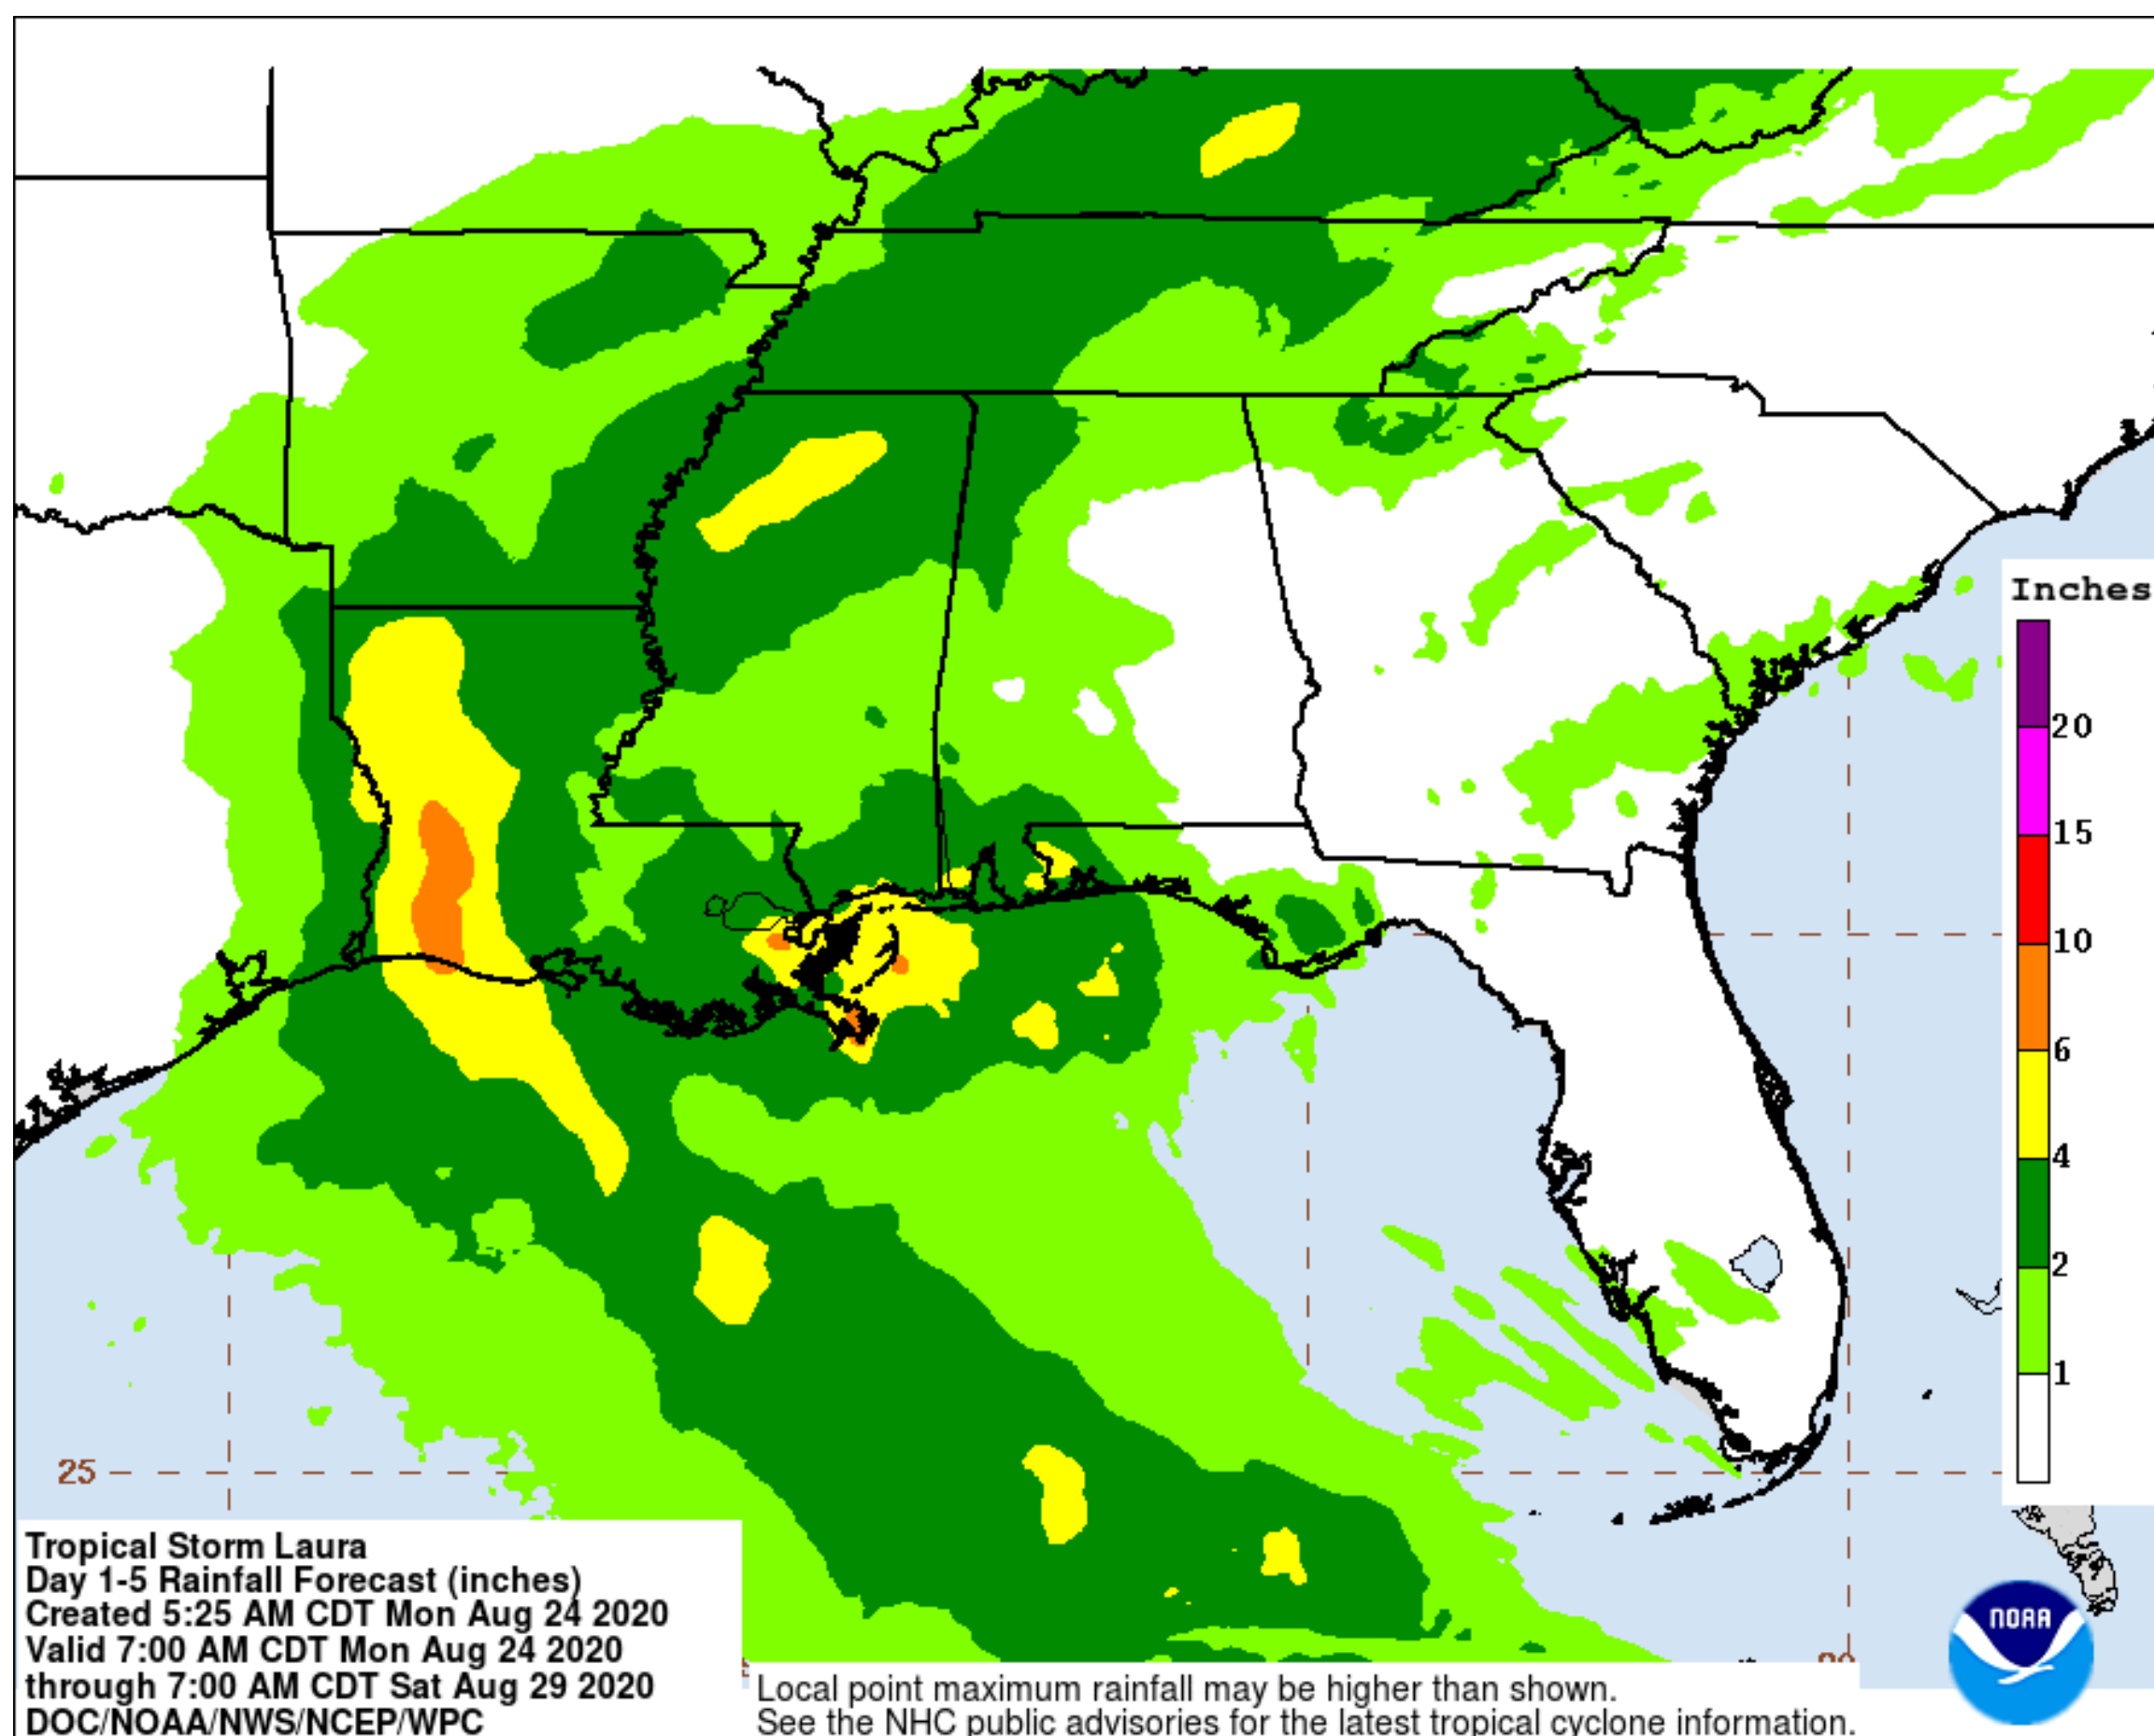 Inches
20
15
10
6
4
2
1
25
Tropical Storm Laura
Day 1-5 Rainfall Forecast (inches)
Created 5:25 AM CDT Mon Aug 24 2020
Valid 7:00 AM CDT Mon Aug 24 2020
through 7:00 AM CDT Sat Aug 29 2020
DOC/NOAA/NWS/NCEP/WPC
Local point maximum rainfall may be higher than shown.
See the NHC public advisories for the latest tropical cyclone information.
NOAA